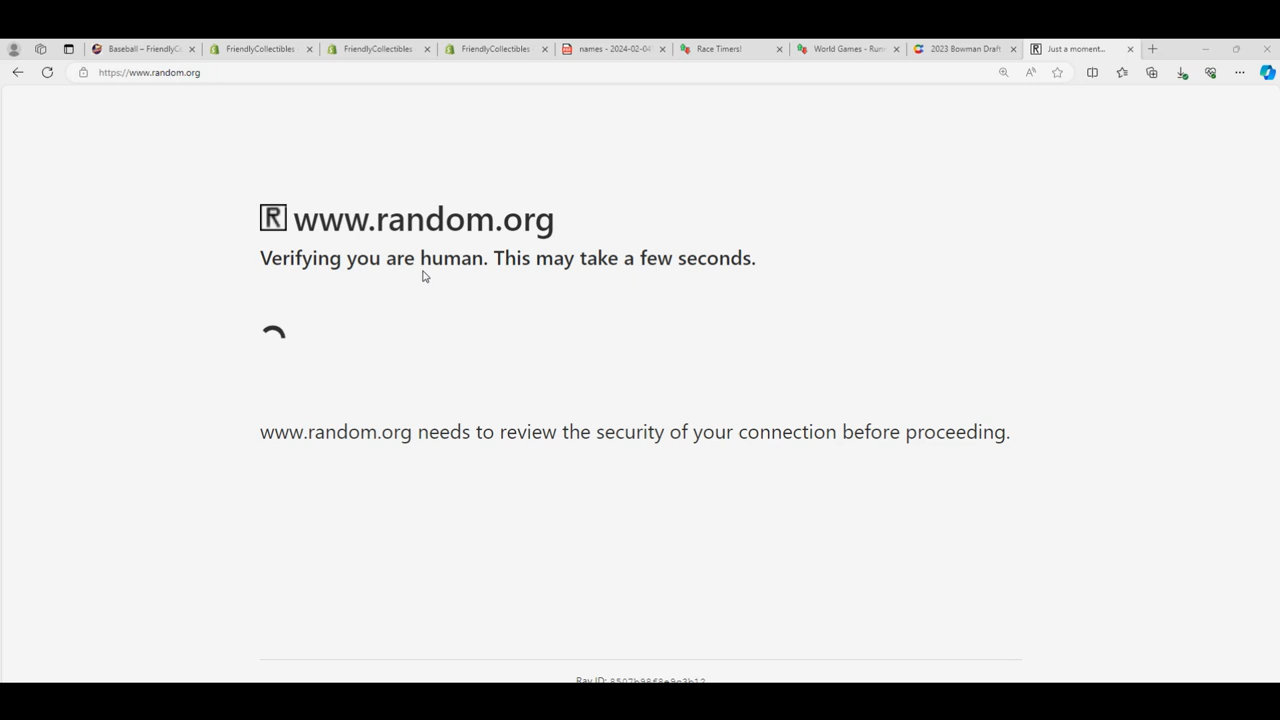 Baseball – FriendlyC
FriendlyCollectibles
FriendlyCollectibles
FriendlyCollectibles
names - 2024-02-04
Race Timers!
World Games - Run
2023 Bowman Draft
Just a moment...
https://www.random.org
www.random.org
Verifying you are human. This may take a few seconds.
www.random.org needs to review the security of your connection before proceeding.
Ray ID: